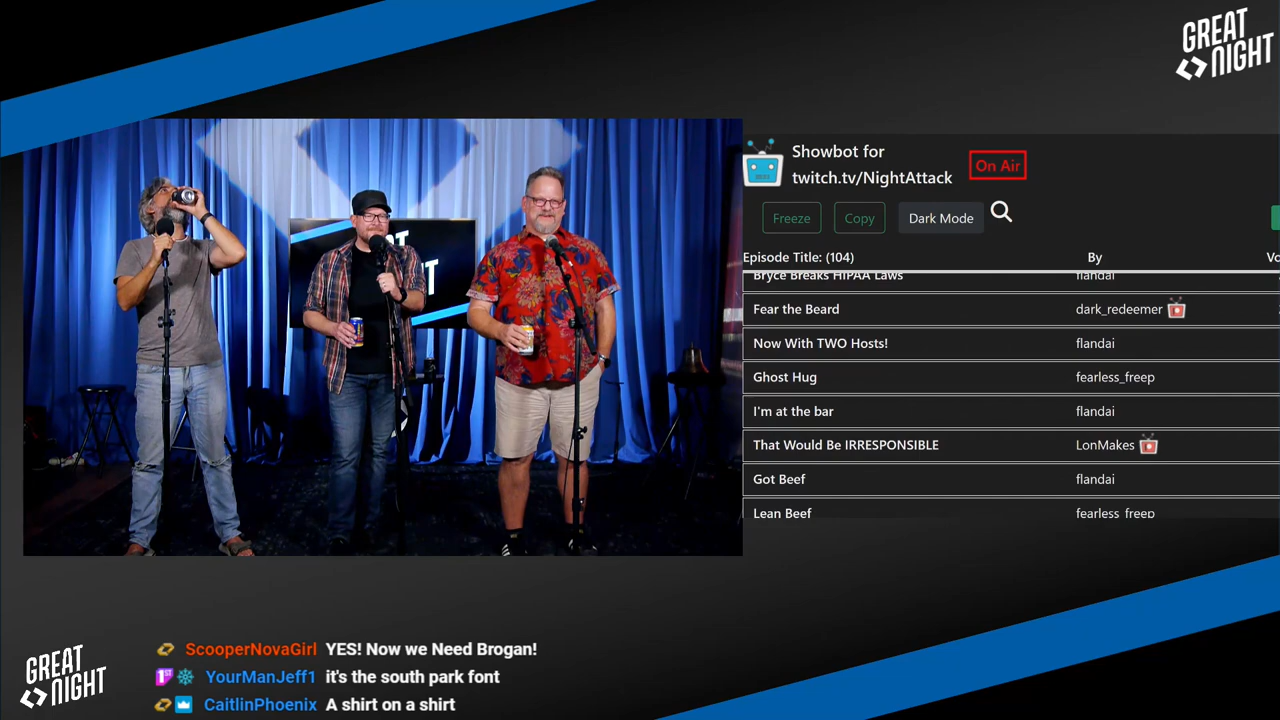 GREAT
NIGHT
Showbot for
twitch.tv/NightAttack
On Air
Freeze
Copy
Dark Mode
Episode Title: (104)
By
Bryce Breaks HIPAA Laws
flandai
Fear the Beard
dark_redeemer
Now With TWO Hosts!
flandai
Ghost Hug
fearless_freep
I'm at the bar
flandai
That Would Be IRRESPONSIBLE
LonMakes
Got Beef
flandai
Lean Beef
fearless_freep
GREAT
NIGHT
ScooperNovaGirl YES! Now we Need Brogan!
1ST YourManJeff1 it's the south park font
CaitlinPhoenix A shirt on a shirt